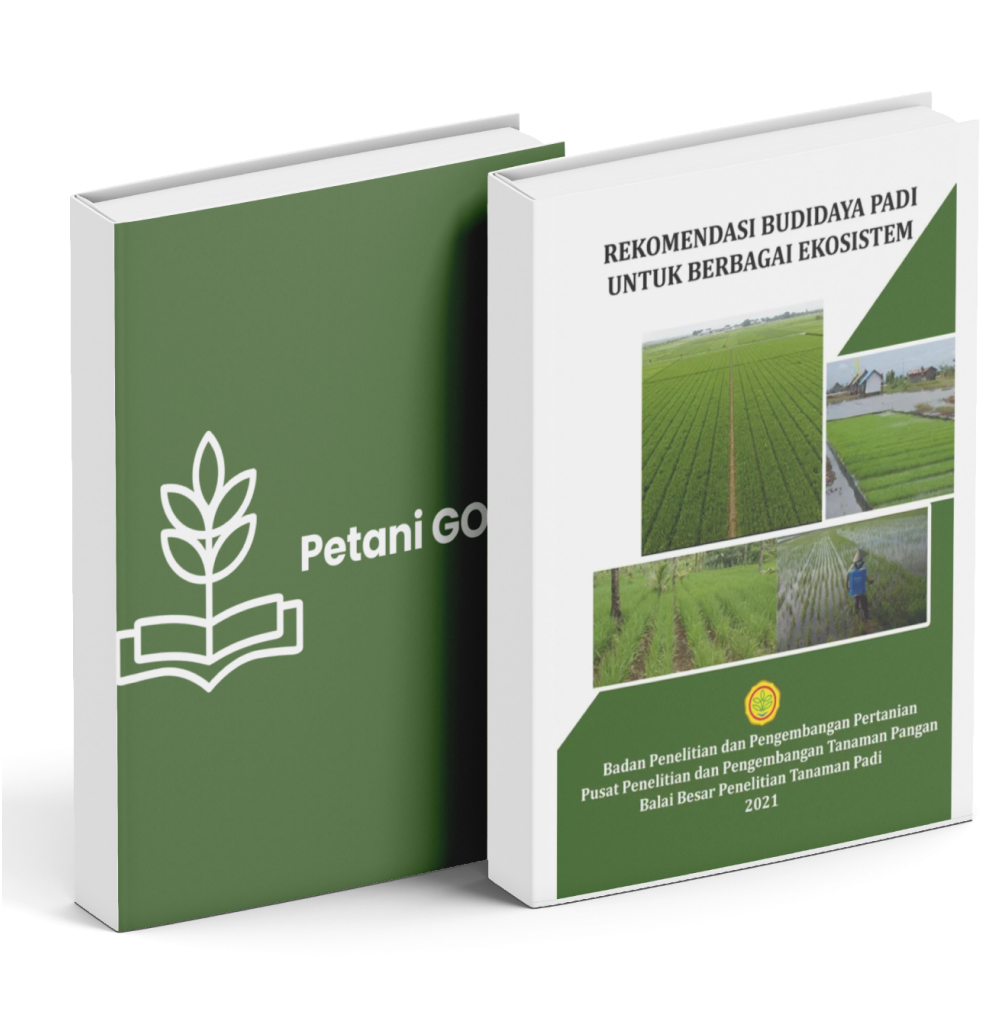 Petani GO
REKOMENDASI BUDIDAYA PADI
UNTUK BERBAGAI EKOSISTEM
Badan Penelitian dan Pengembangan Pertanian
Pusat Penelitian dan Pengembangan Tanaman Pangan
Balai Besar Penelitian Tanaman Padi
2021